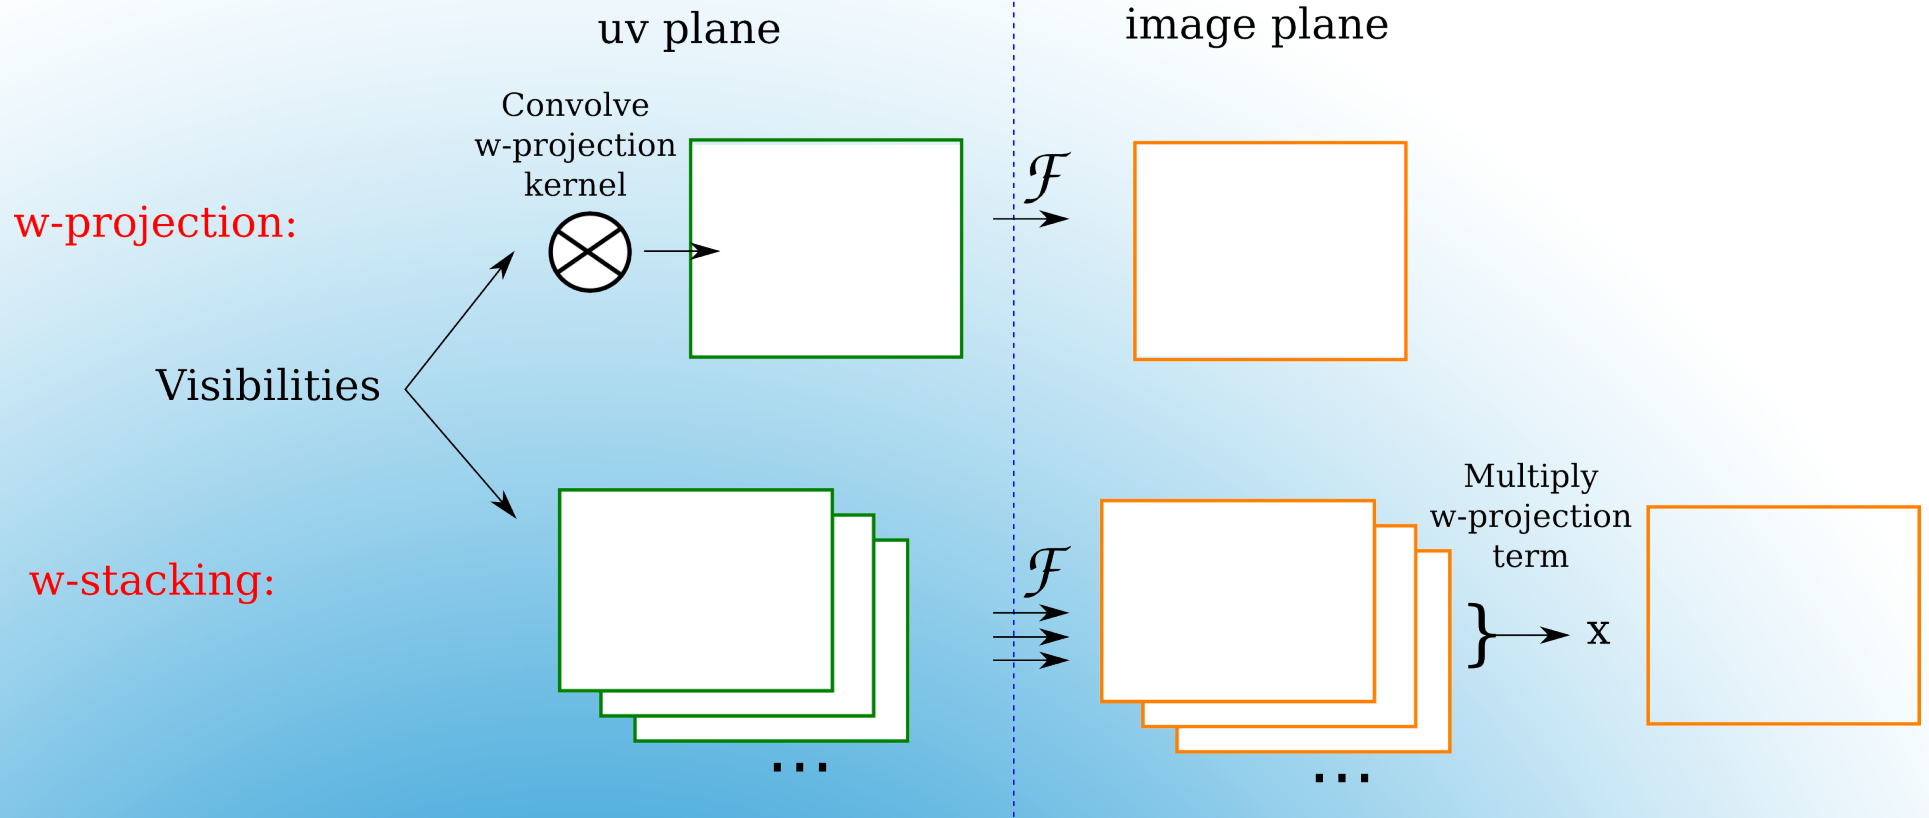 uv plane
image plane
Convolve
w-projection
kernel
ℱ
w-projection:
Visibilities
Multiply
w-projection
term
ℱ
w-stacking:
} x
...
...